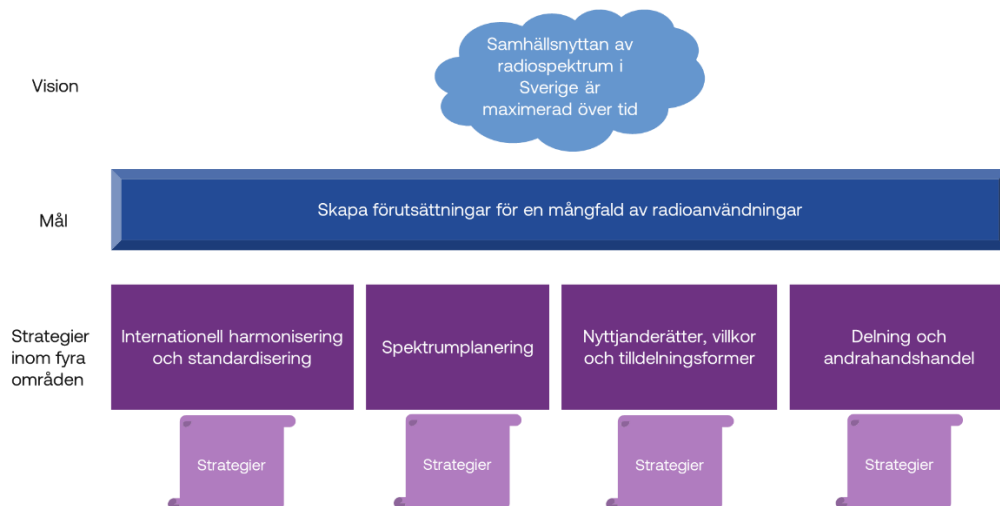 Vision
Samhällsnyttan av
radiospektrum i
Sverige är
maximerad över tid
Mål
Skapa förutsättningar för en mångfald av radioanvändningar
Strategier
inom fyra
områden
Internationell harmonisering
och standardisering
Spektrumplanering
Nyttjanderätter, villkor
och tilldelningsformer
Delning och
andrahandshandel
Strategier
Strategier
Strategier
Strategier